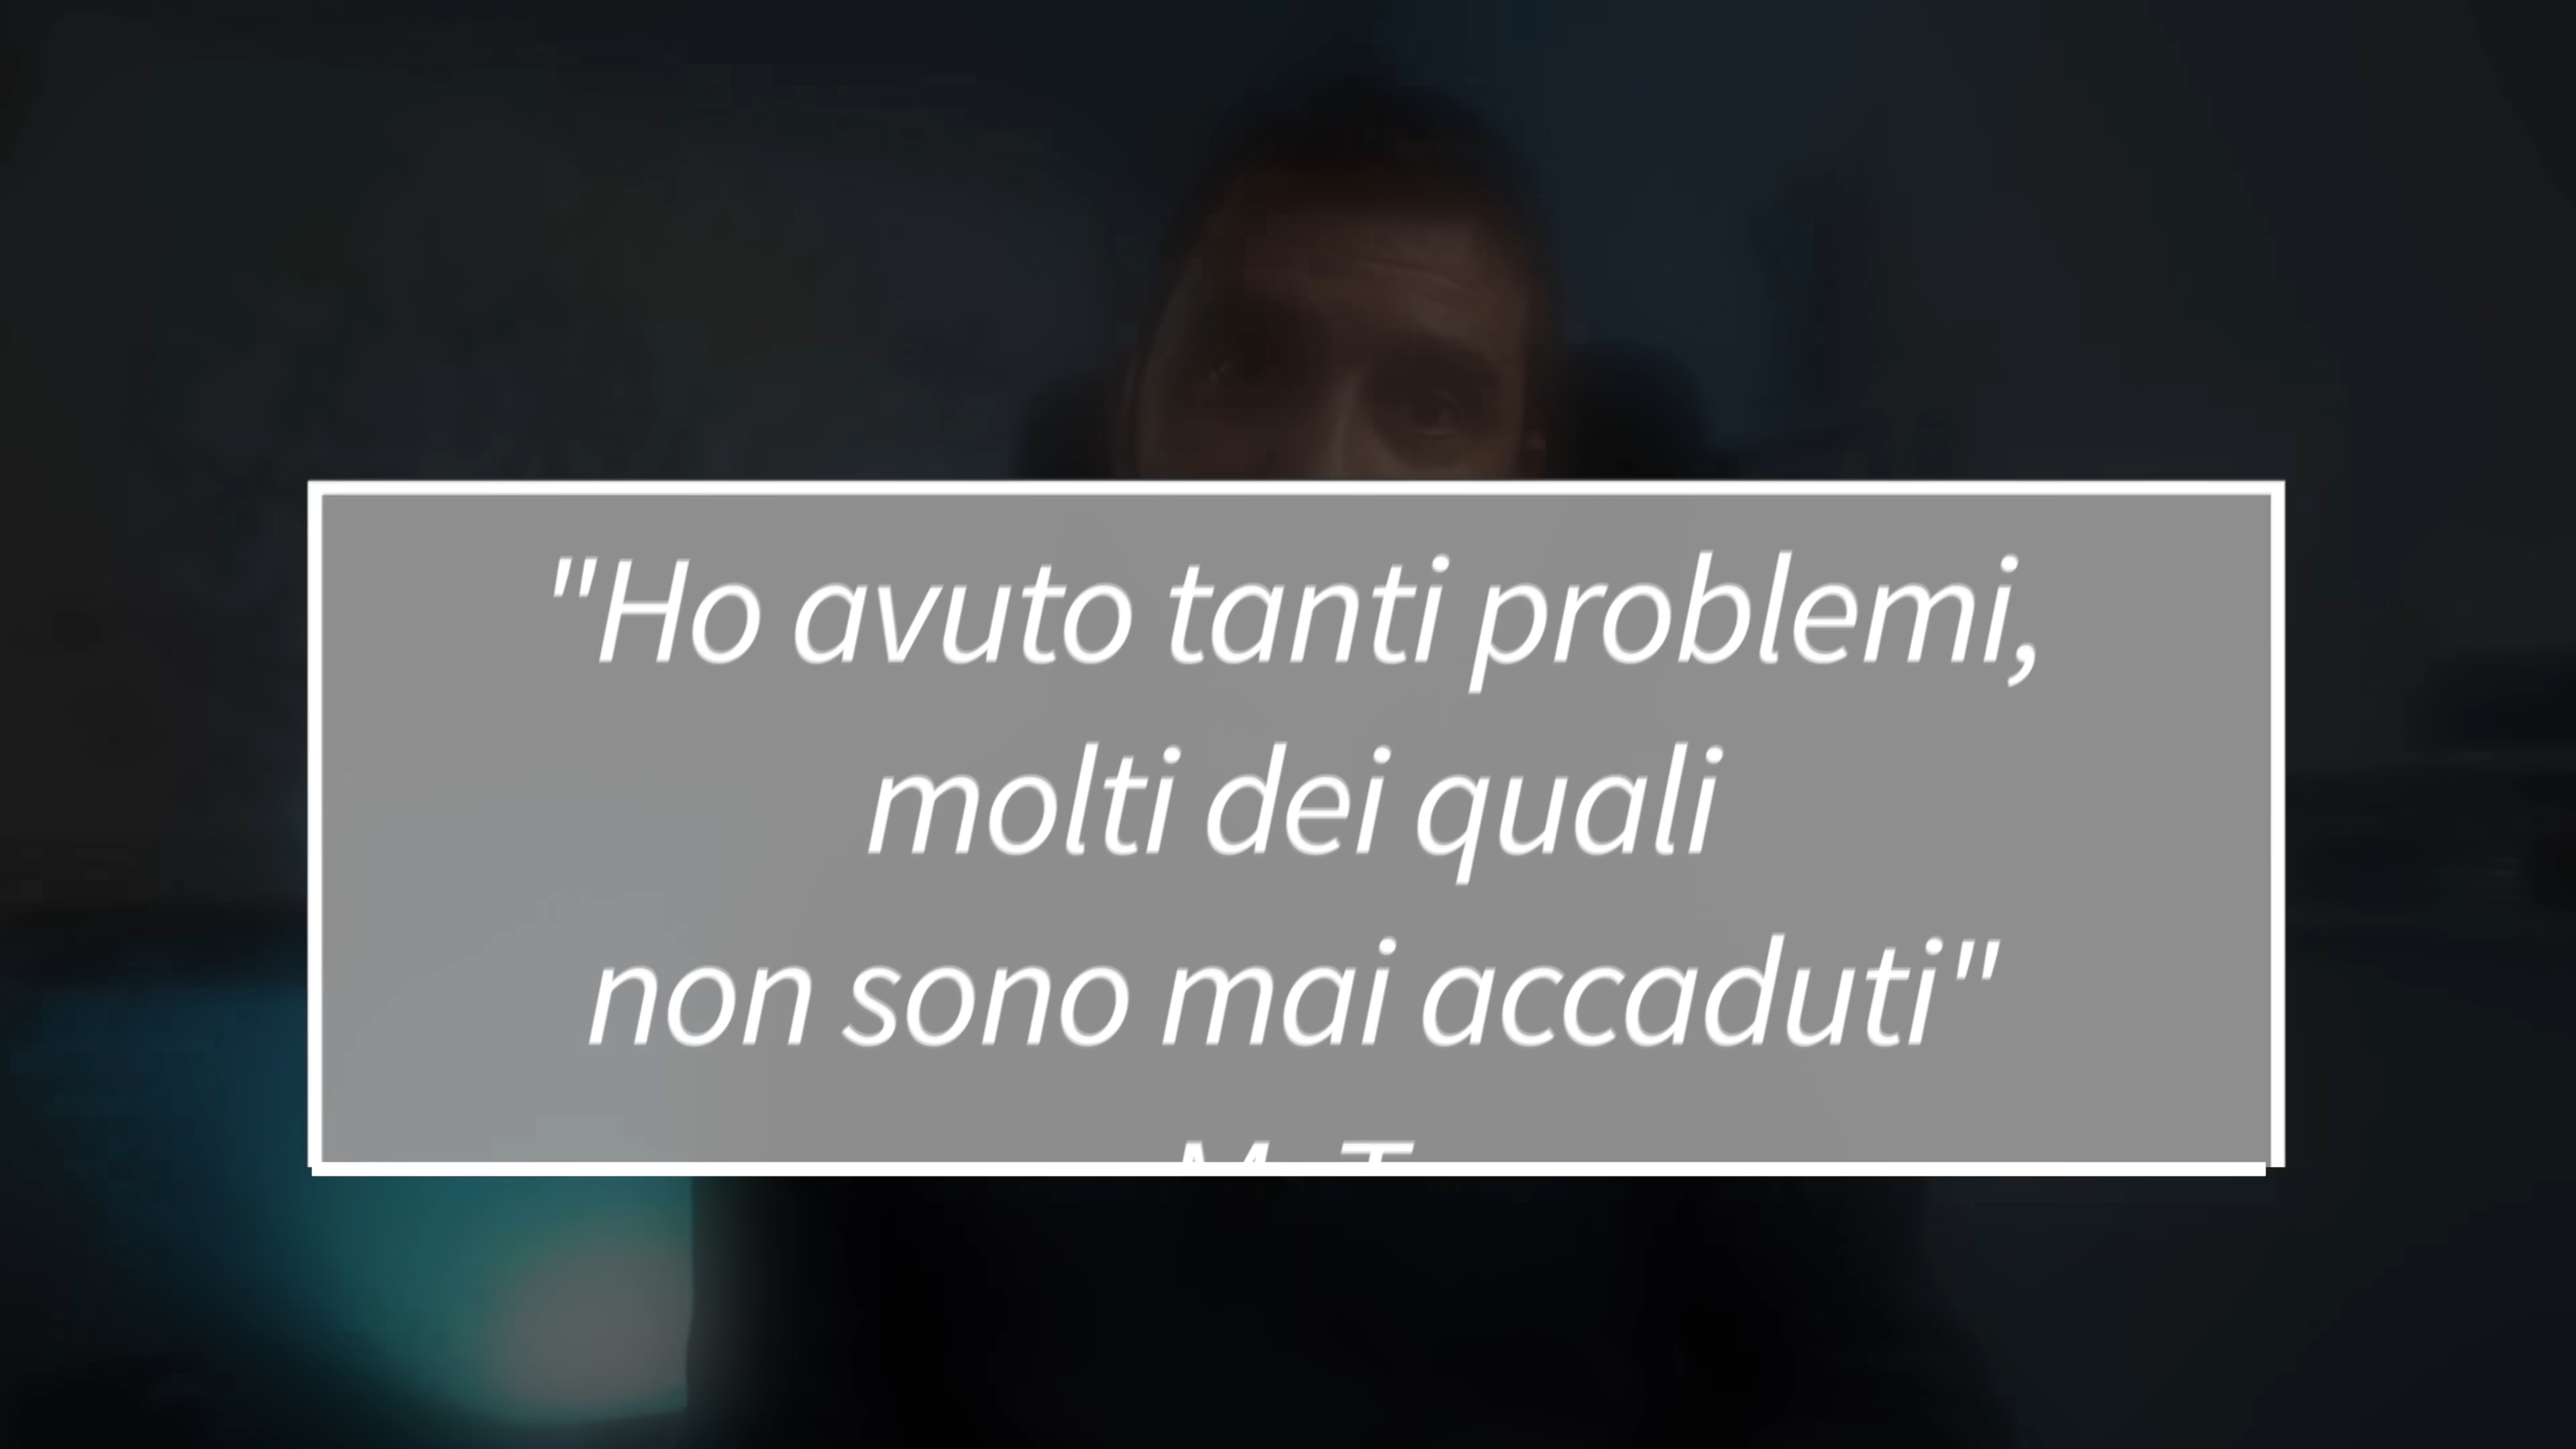 "Ho avuto tanti problemi,
molti dei quali
non sono mai accaduti"